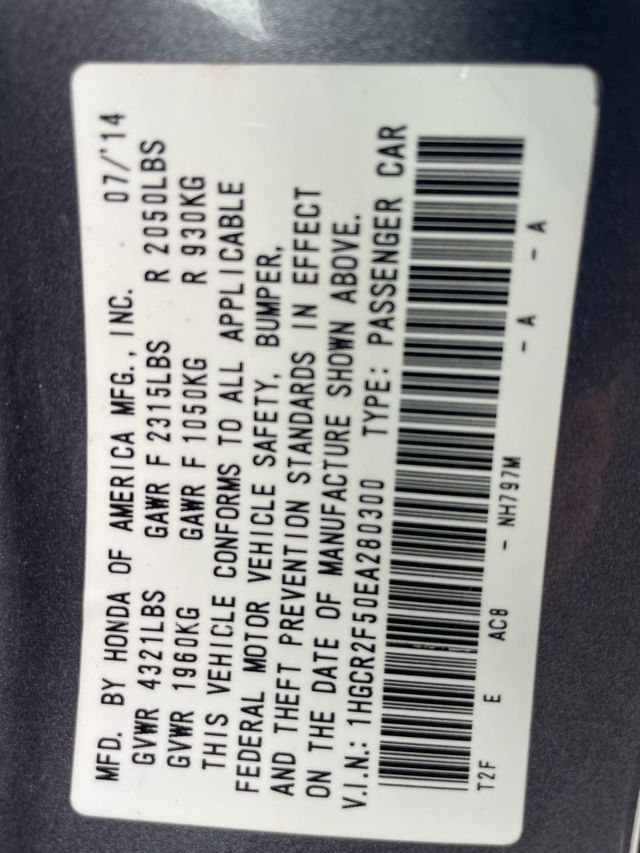 MFD. BY HONDA OF AMERICA MFG., INC. 07/'14
GVWR 4321LBS GAWR F 2315LBS R 2050LBS
GVWR 1960KG GAWR F 1050KG R 930KG
THIS VEHICLE CONFORMS TO ALL APPLICABLE
FEDERAL MOTOR VEHICLE SAFETY, BUMPER,
AND THEFT PREVENTION STANDARDS IN EFFECT
ON THE DATE OF MANUFACTURE SHOWN ABOVE.
V.I.N.: 1HGCR2F50EA280300 TYPE: PASSENGER CAR
T2F E AC8 - NH797M - A - A